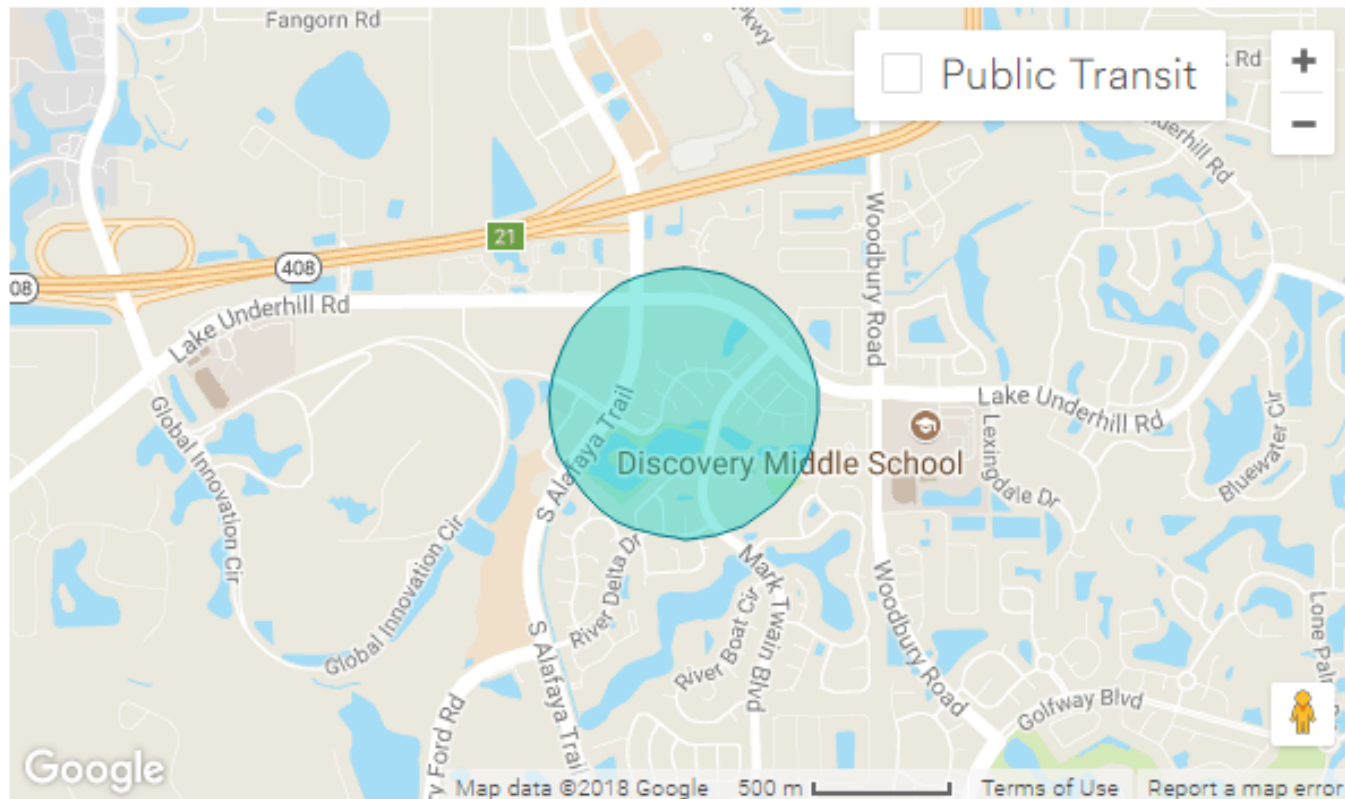 Fangorn Rd
Pkwy
Public Transit
k Rd
+
−
nderhill Rd
21
408
08
Lake Underhill Rd
Woodbury Road
Lake Underhill Rd
S Alafaya Trail
Discovery Middle School
Lexingdale Dr
Bluewater Cir
Global Innovation Cir
Global Innovation Cir
River Delta Dr
Mark Twain Blvd
River Boat Cir
Woodbury Road
S Alafaya Trail
Golfway Blvd
Lone Palm
y Ford Rd
Google
Map data ©2018 Google 500 m Terms of Use Report a map error